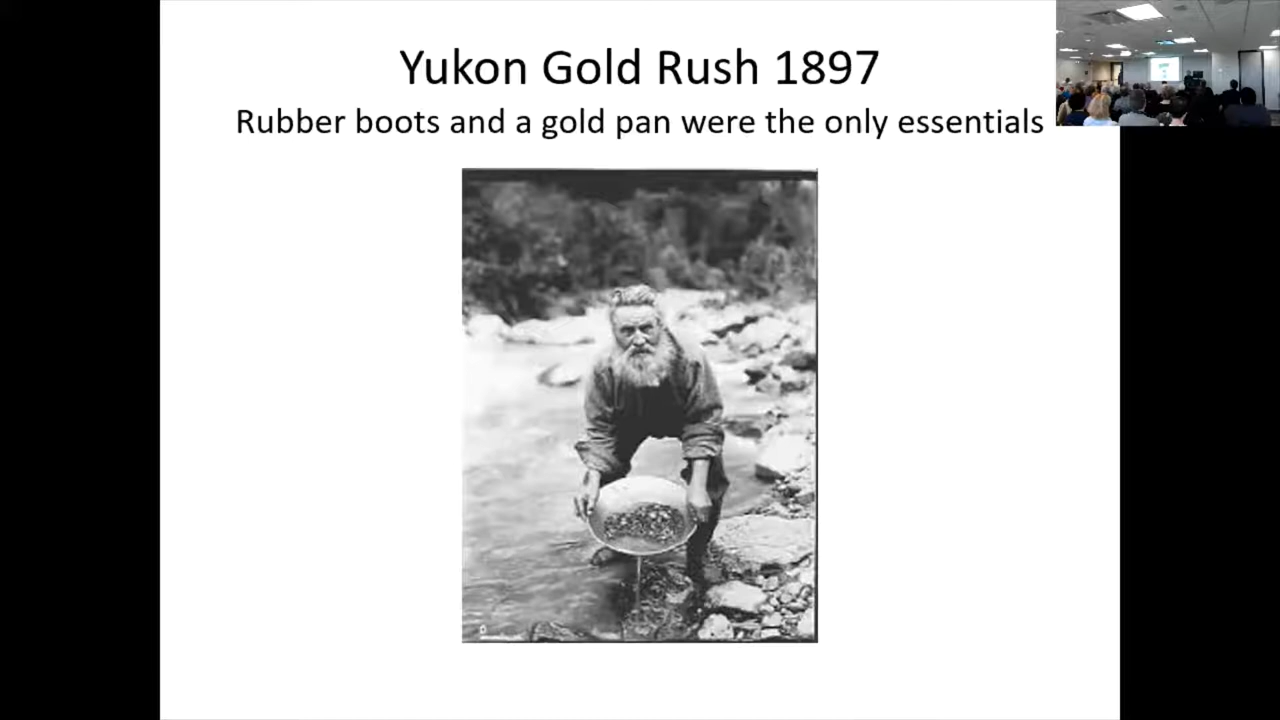 Yukon Gold Rush 1897
Rubber boots and a gold pan were the only essentials